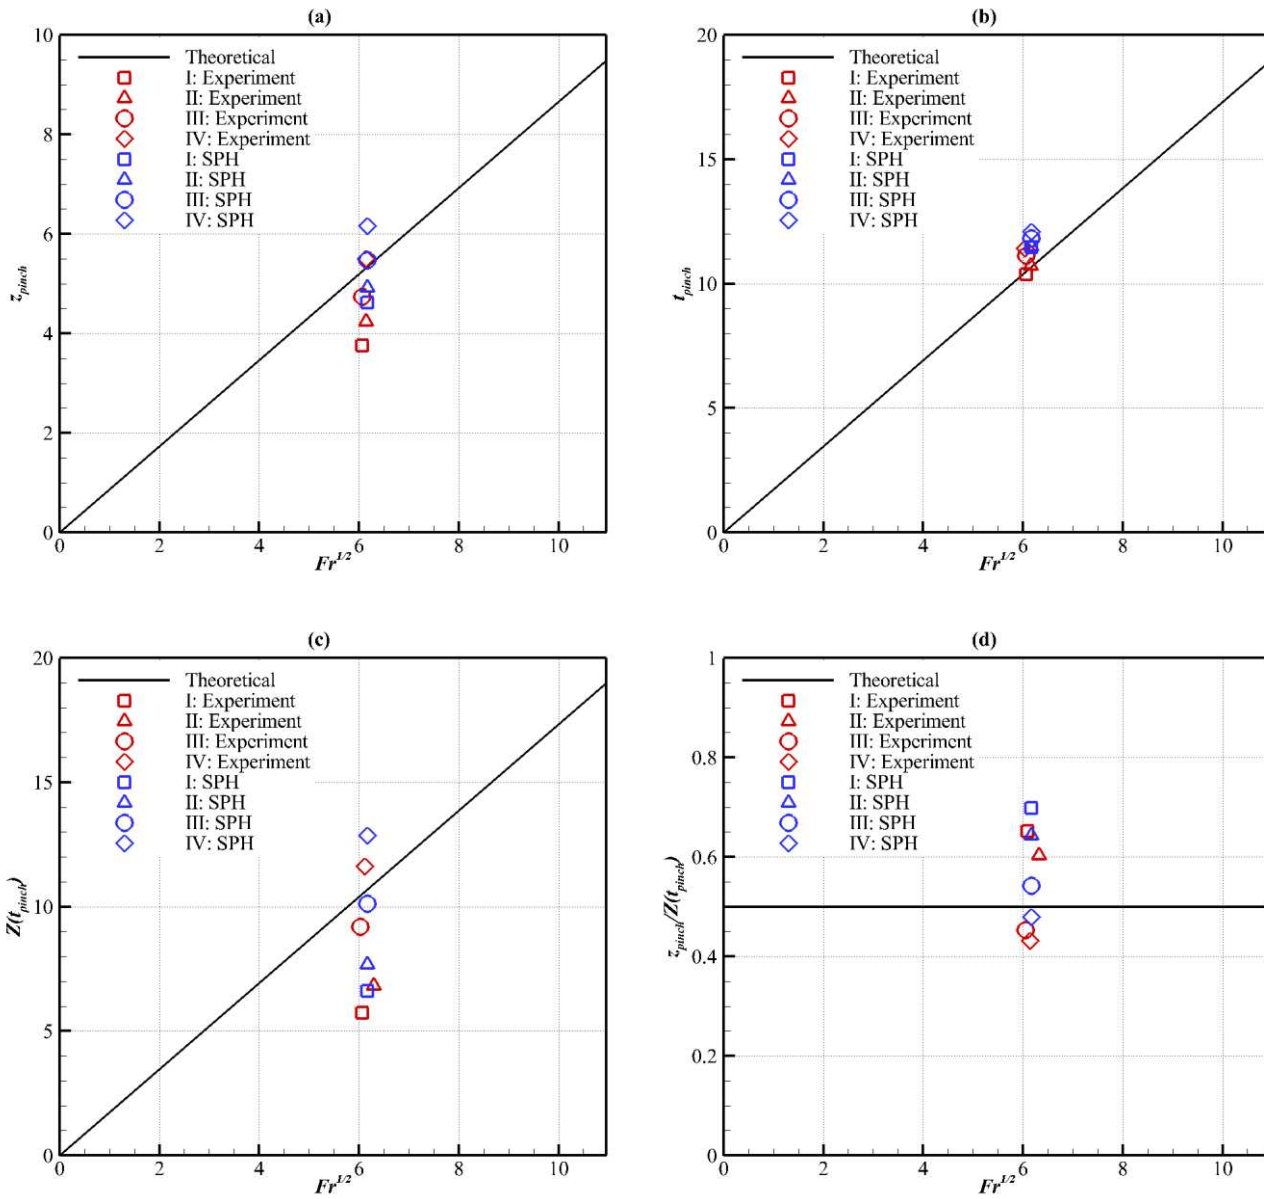 (a)
10
8
6
4
2
0
z_pinch
Theoretical
I: Experiment
II: Experiment
III: Experiment
IV: Experiment
I: SPH
II: SPH
III: SPH
IV: SPH
0 2 4 6 8 10
Fr^1/2
(b)
20
15
10
5
0
t_pinch
Theoretical
I: Experiment
II: Experiment
III: Experiment
IV: Experiment
I: SPH
II: SPH
III: SPH
IV: SPH
0 2 4 6 8 10
Fr^1/2
(c)
20
15
10
5
0
Z(t_pinch)
Theoretical
I: Experiment
II: Experiment
III: Experiment
IV: Experiment
I: SPH
II: SPH
III: SPH
IV: SPH
0 2 4 6 8 10
Fr^1/2
(d)
1
0.8
0.6
0.4
0.2
0
z_pinch/Z(t_pinch)
Theoretical
I: Experiment
II: Experiment
III: Experiment
IV: Experiment
I: SPH
II: SPH
III: SPH
IV: SPH
0 2 4 6 8 10
Fr^1/2